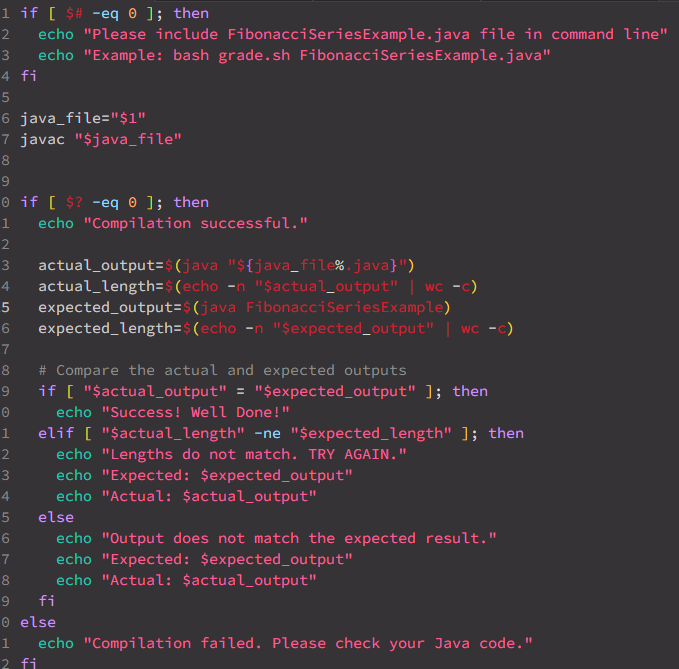 1 if [ $# -eq 0 ]; then
2   echo "Please include FibonacciSeriesExample.java file in command line"
3   echo "Example: bash grade.sh FibonacciSeriesExample.java"
4 fi
5
6 java_file="$1"
7 javac "$java_file"
8
9
0 if [ $? -eq 0 ]; then
1   echo "Compilation successful."
2
3   actual_output=$(java "${java_file%.java}")
4   actual_length=$(echo -n "$actual_output" | wc -c)
5   expected_output=$(java FibonacciSeriesExample)
6   expected_length=$(echo -n "$expected_output" | wc -c)
7
8   # Compare the actual and expected outputs
9   if [ "$actual_output" = "$expected_output" ]; then
0     echo "Success! Well Done!"
1   elif [ "$actual_length" -ne "$expected_length" ]; then
2     echo "Lengths do not match. TRY AGAIN."
3     echo "Expected: $expected_output"
4     echo "Actual: $actual_output"
5   else
6     echo "Output does not match the expected result."
7     echo "Expected: $expected_output"
8     echo "Actual: $actual_output"
9   fi
0 else
1   echo "Compilation failed. Please check your Java code."
2 fi